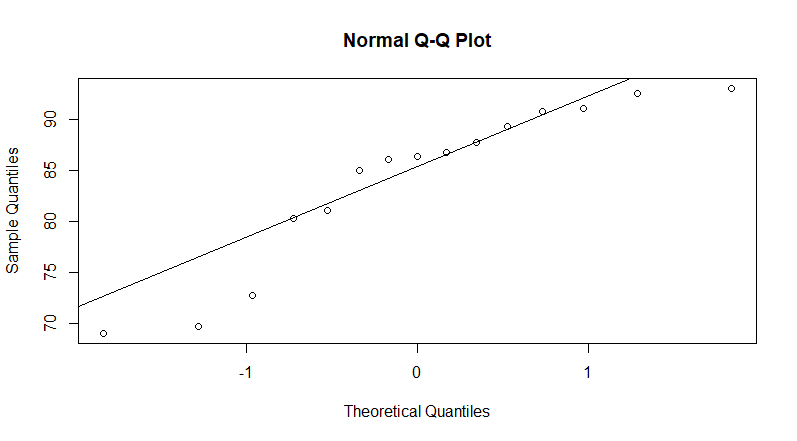 Normal Q-Q Plot
Sample Quantiles
90
85
80
75
70
-1 0 1
Theoretical Quantiles